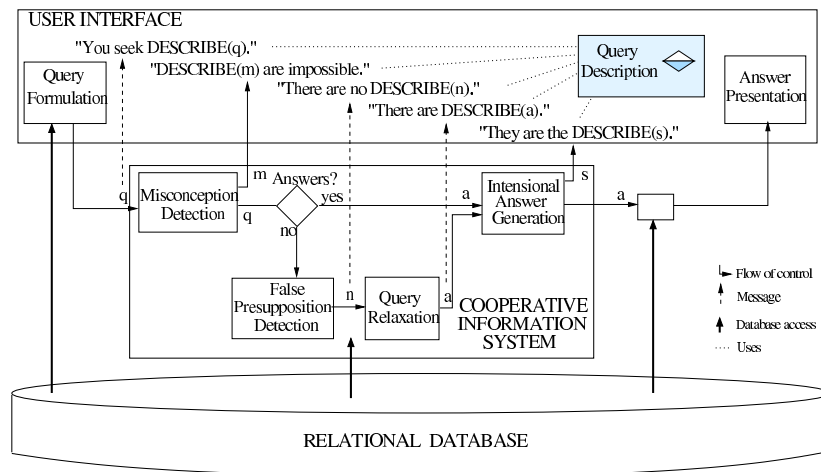 USER INTERFACE
"You seek DESCRIBE(q)."
"DESCRIBE(m) are impossible."
"There are no DESCRIBE(n)."
"There are DESCRIBE(a)."
"They are the DESCRIBE(s)."
Query
Formulation
Query
Description
Answer
Presentation
q
Misconception
Detection
m
q
Answers?
yes
no
a
Intensional
Answer
Generation
s
a
False
Presupposition
Detection
n
Query
Relaxation
a
COOPERATIVE
INFORMATION
SYSTEM
Flow of control
Message
Database access
Uses
RELATIONAL DATABASE